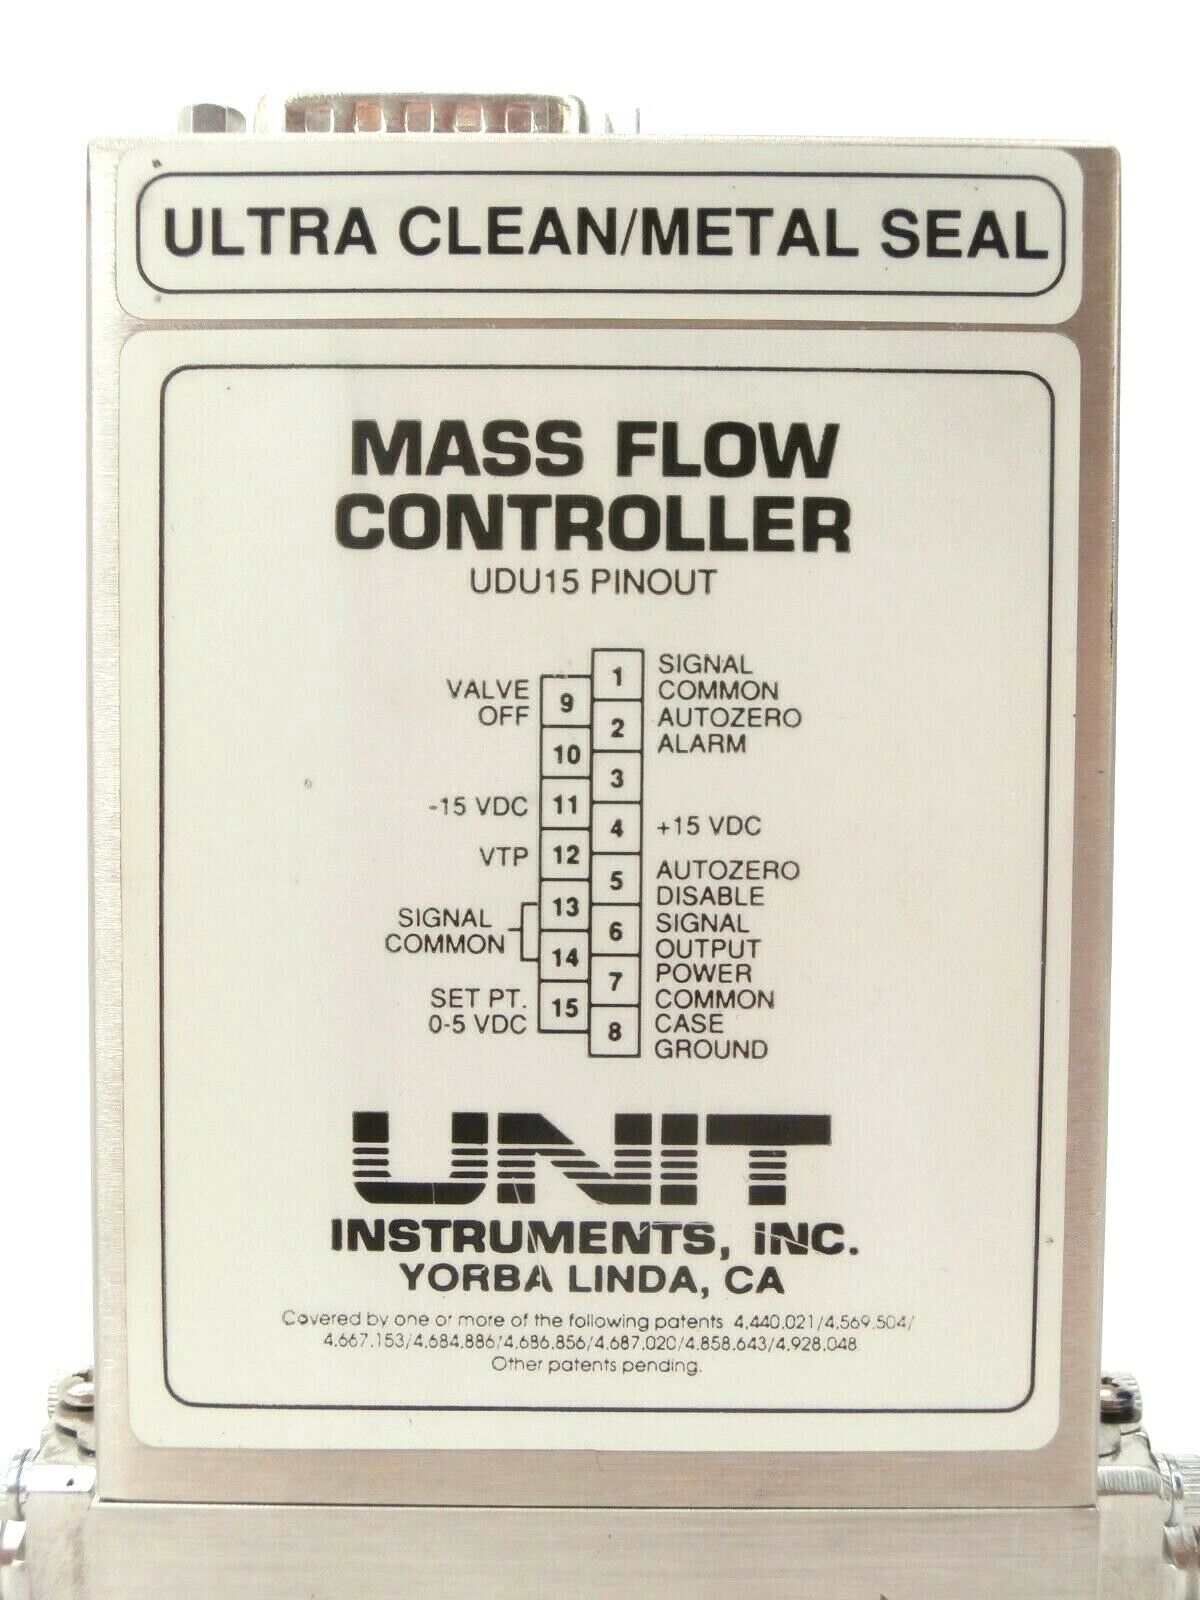 ULTRA CLEAN/METAL SEAL
MASS FLOW
CONTROLLER
UDU15 PINOUT
VALVE
OFF
-15 VDC
VTP
SIGNAL
COMMON
SET PT.
0-5 VDC
9
10
11
12
13
14
15
1
2
3
4
5
6
7
8
SIGNAL
COMMON
AUTOZERO
ALARM
+15 VDC
AUTOZERO
DISABLE
SIGNAL
OUTPUT
POWER
COMMON
CASE
GROUND
UNIT
INSTRUMENTS, INC.
YORBA LINDA, CA
Covered by one or more of the following patents 4,440,021/4,569,504/
4,667,153/4,684,886/4,686,856/4,687,020/4,858,643/4,928,048
Other patents pending.